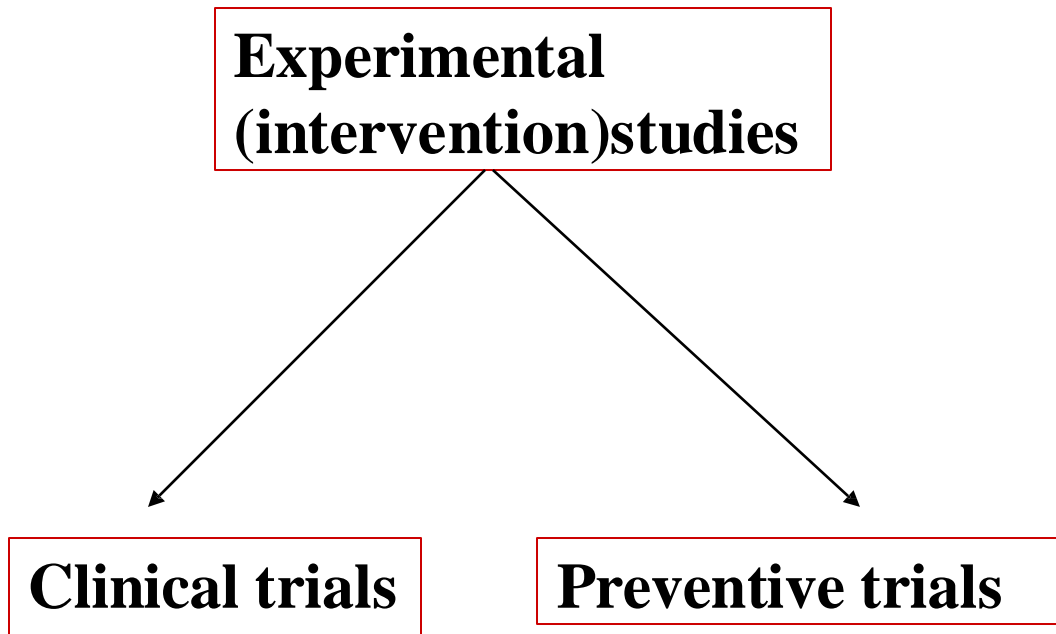 Experimental
(intervention)studies
Clinical trials
Preventive trials